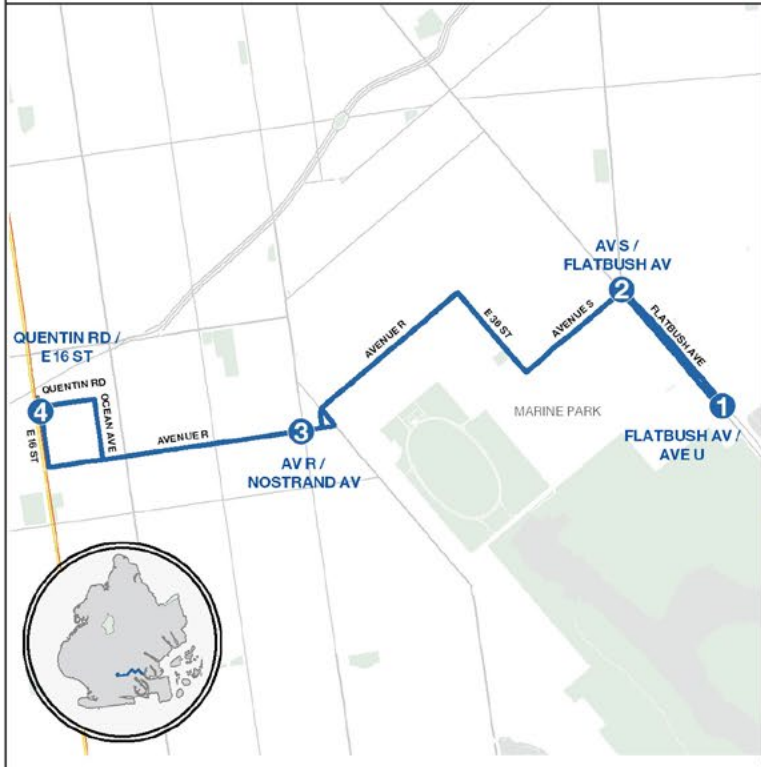 AV S /
FLATBUSH AV
2
FLATBUSH AVE
E 36 ST
AVENUE S
AVENUE R
QUENTIN RD /
E 16 ST
QUENTIN RD
4
OCEAN AVE
E 16 ST
AVENUE R
3
AV R /
NOSTRAND AV
MARINE PARK
1
FLATBUSH AV /
AVE U